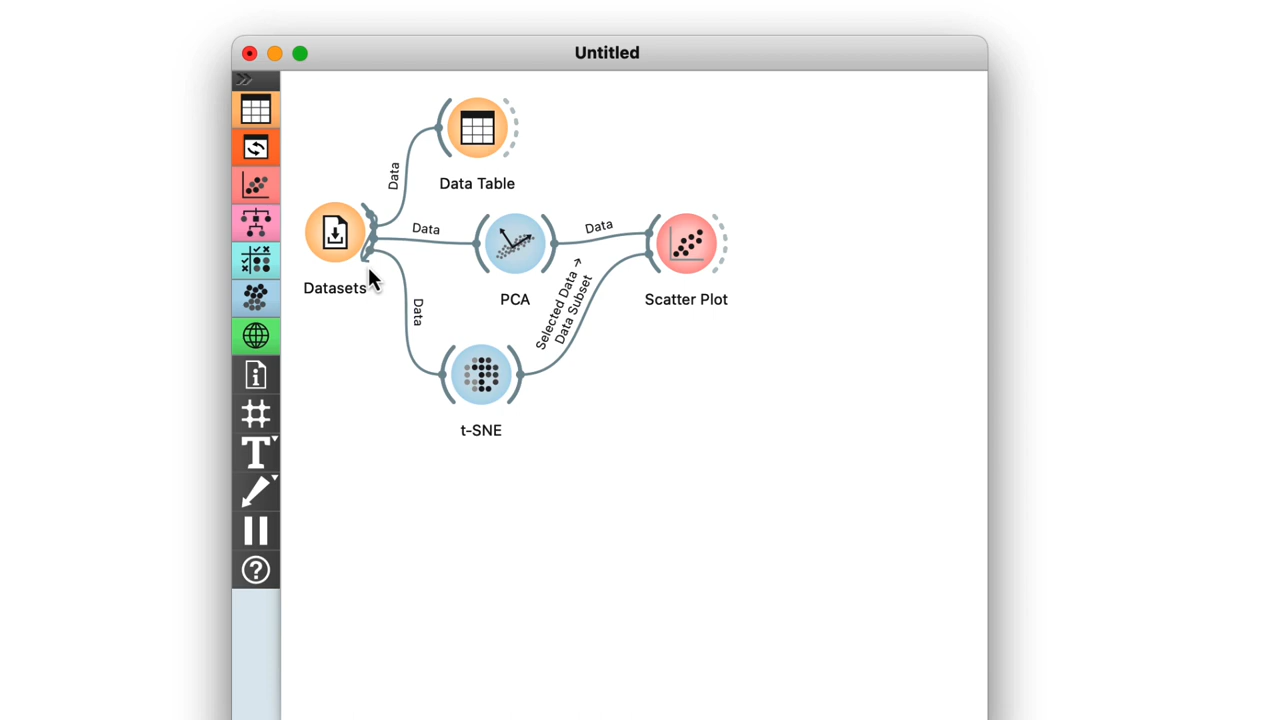 Untitled
Data
Data Table
Data
Data
Datasets
PCA
Scatter Plot
Data
Selected Data →
Data Subset
t-SNE
T